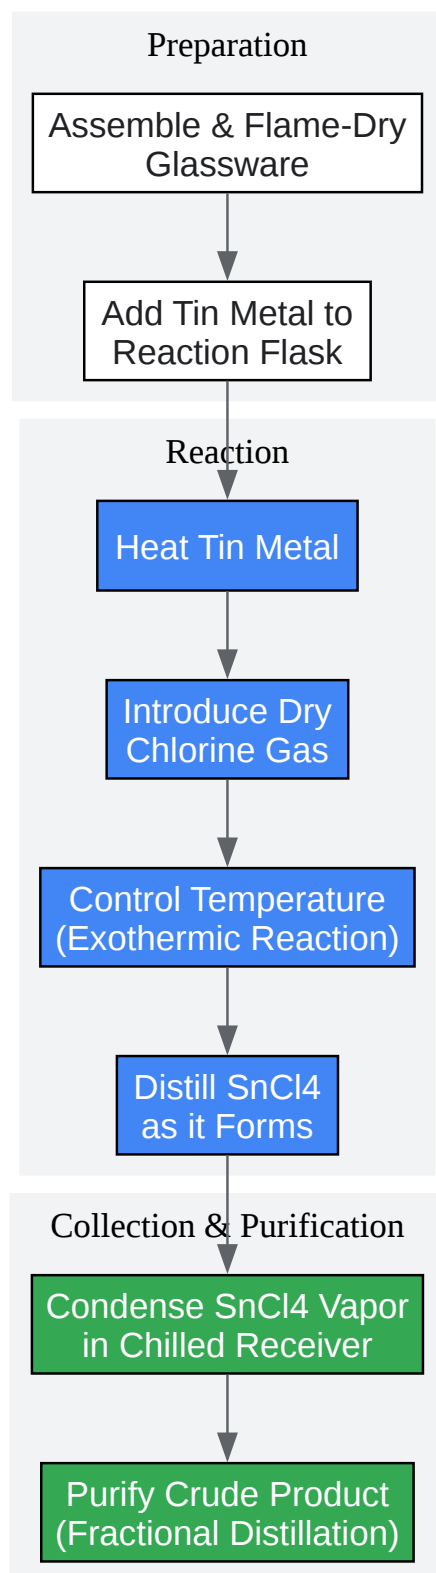 Preparation
Assemble & Flame-Dry
Glassware
Add Tin Metal to
Reaction Flask
Reaction
Heat Tin Metal
Introduce Dry
Chlorine Gas
Control Temperature
(Exothermic Reaction)
Distill SnCl4
as it Forms
Collection & Purification
Condense SnCl4 Vapor
in Chilled Receiver
Purify Crude Product
(Fractional Distillation)